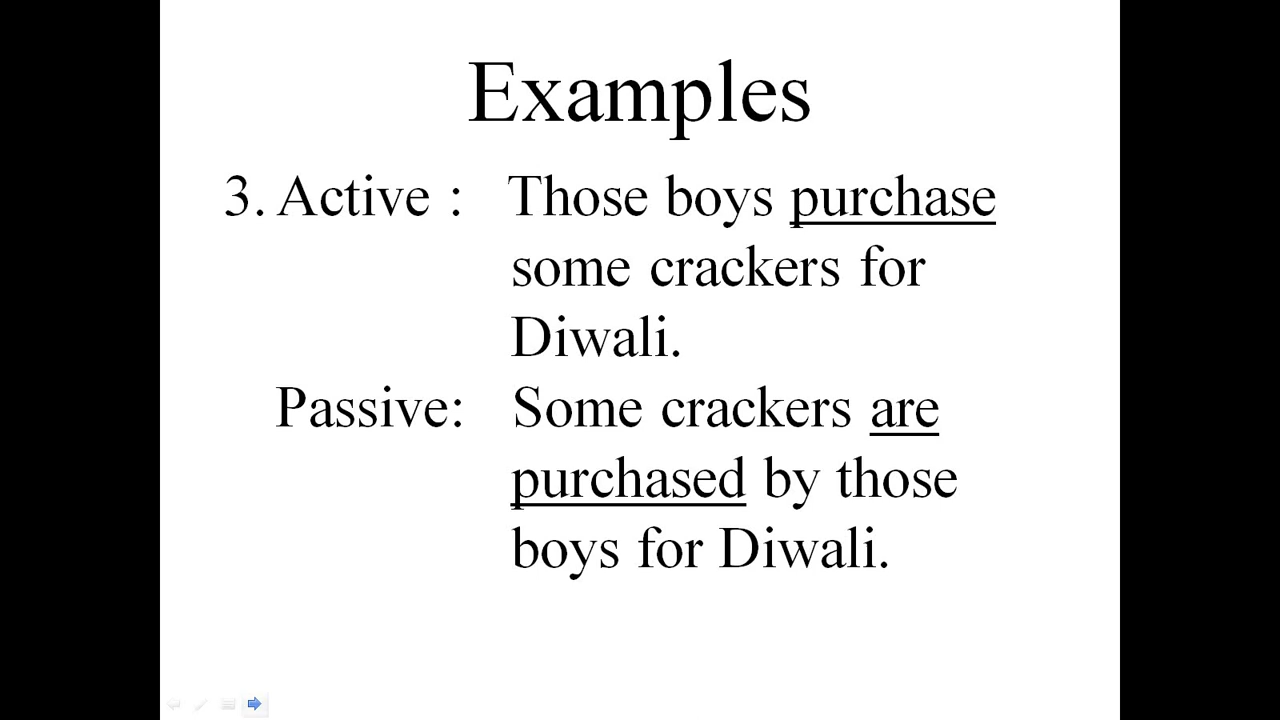 Examples
3. Active : Those boys purchase
some crackers for
Diwali.
Passive: Some crackers are
purchased by those
boys for Diwali.